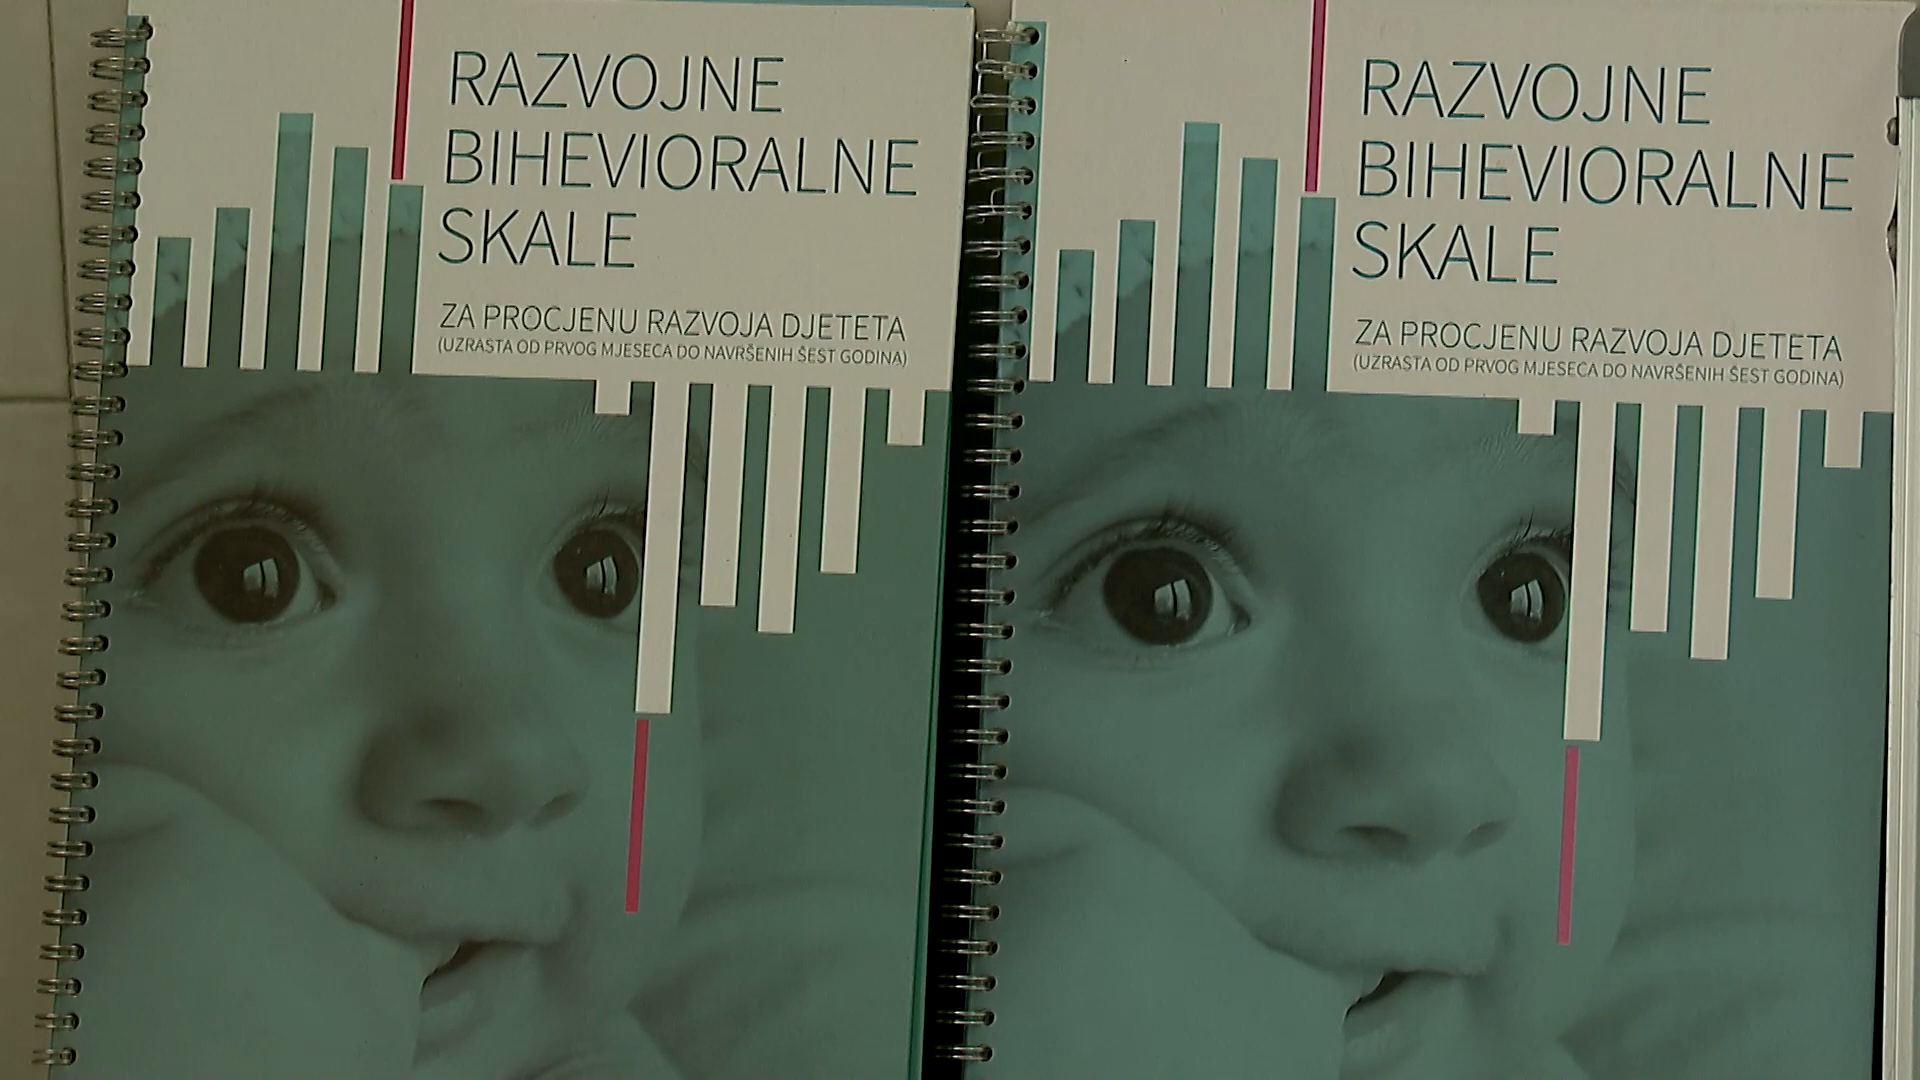 RAZVOJNE
BIHEVIORALNE
SKALE
ZA PROCJENU RAZVOJA DJETETA
(UZRASTA OD PRVOG MJESECA DO NAVRŠENIH ŠEST GODINA)
RAZVOJNE
BIHEVIORALNE
SKALE
ZA PROCJENU RAZVOJA DJETETA
(UZRASTA OD PRVOG MJESECA DO NAVRŠENIH ŠEST GODINA)